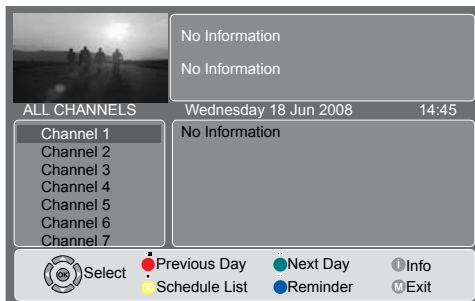 No Information
No Information
ALL CHANNELS Wednesday 18 Jun 2008 14:45
Channel 1 No Information
Channel 2
Channel 3
Channel 4
Channel 5
Channel 6
Channel 7
OK Select Previous Day Next Day i Info
Schedule List Reminder M Exit